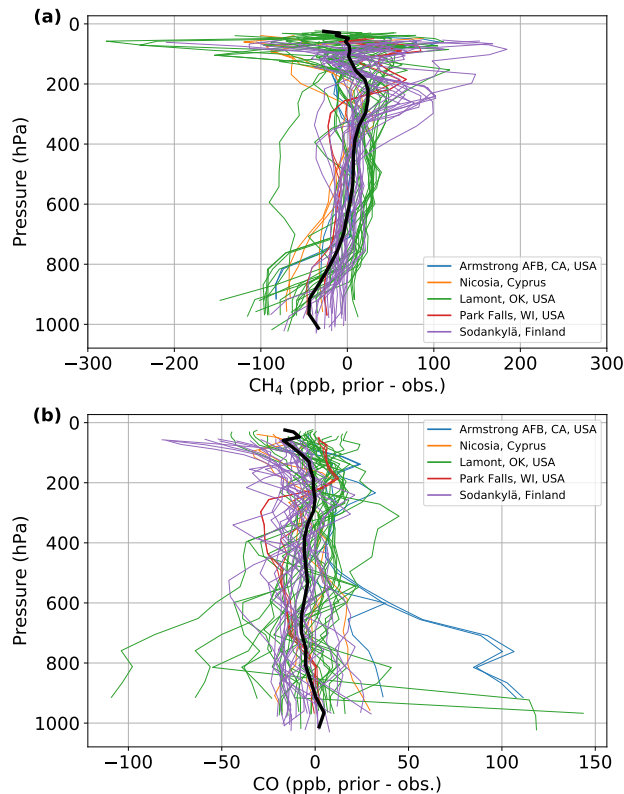 (a)
0
200
400
600
800
1000
Pressure (hPa)
Armstrong AFB, CA, USA
Nicosia, Cyprus
Lamont, OK, USA
Park Falls, WI, USA
Sodankylä, Finland
−300 −200 −100 0 100 200 300
CH₄ (ppb, prior - obs.)
(b)
0
200
400
600
800
1000
Pressure (hPa)
Armstrong AFB, CA, USA
Nicosia, Cyprus
Lamont, OK, USA
Park Falls, WI, USA
Sodankylä, Finland
−100 −50 0 50 100 150
CO (ppb, prior - obs.)